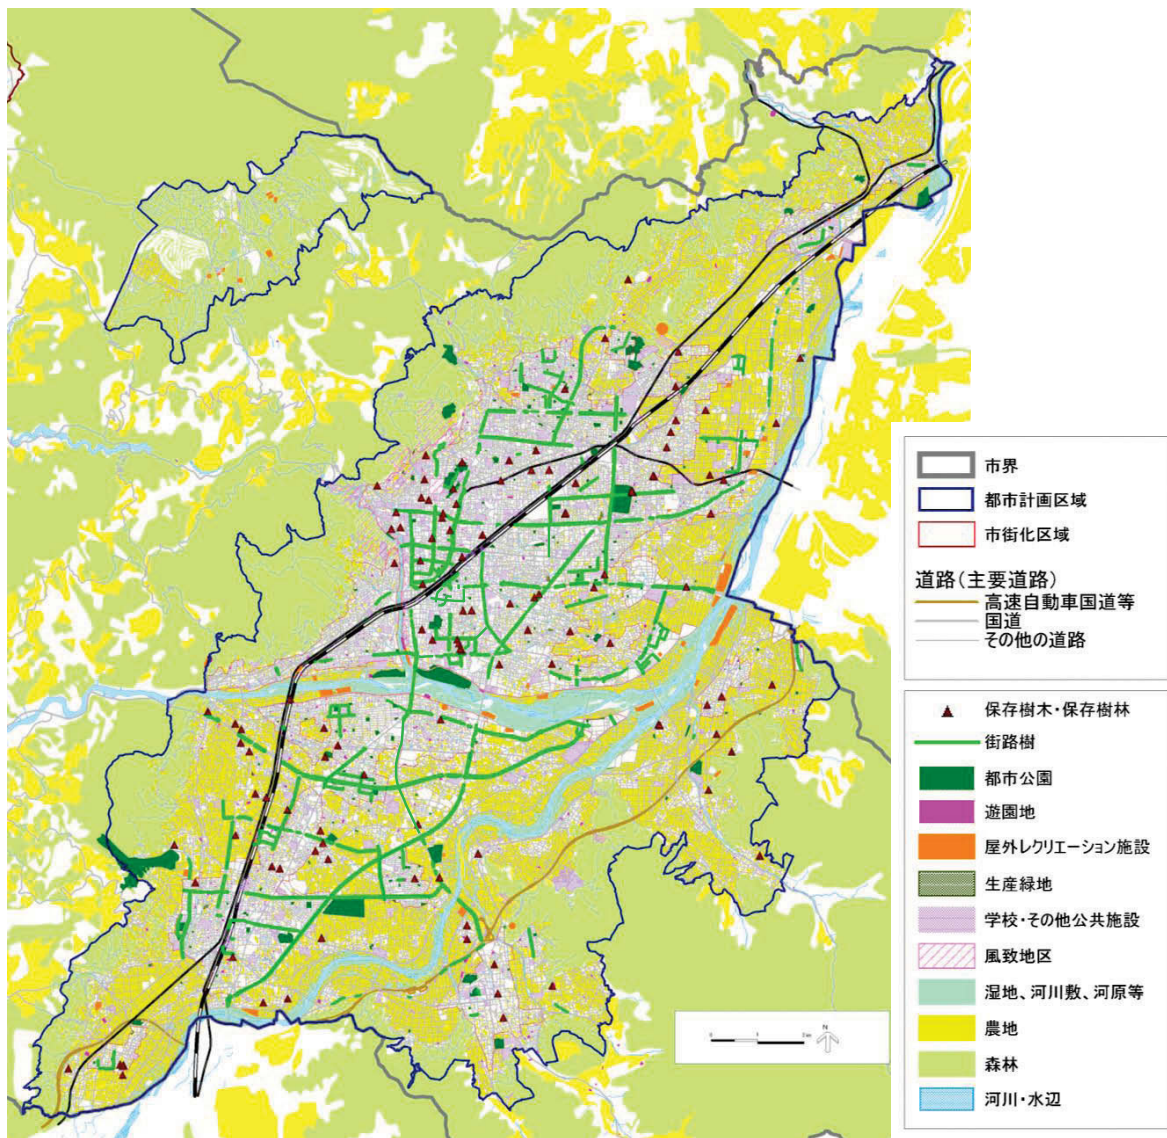 市界
都市計画区域
市街化区域
道路(主要道路)
高速自動車国道等
国道
その他の道路
保存樹木・保存樹林
街路樹
都市公園
遊園地
屋外レクリエーション施設
生産緑地
学校・その他公共施設
風致地区
湿地、河川敷、河原等
農地
森林
河川・水辺
0 1 2 km
N